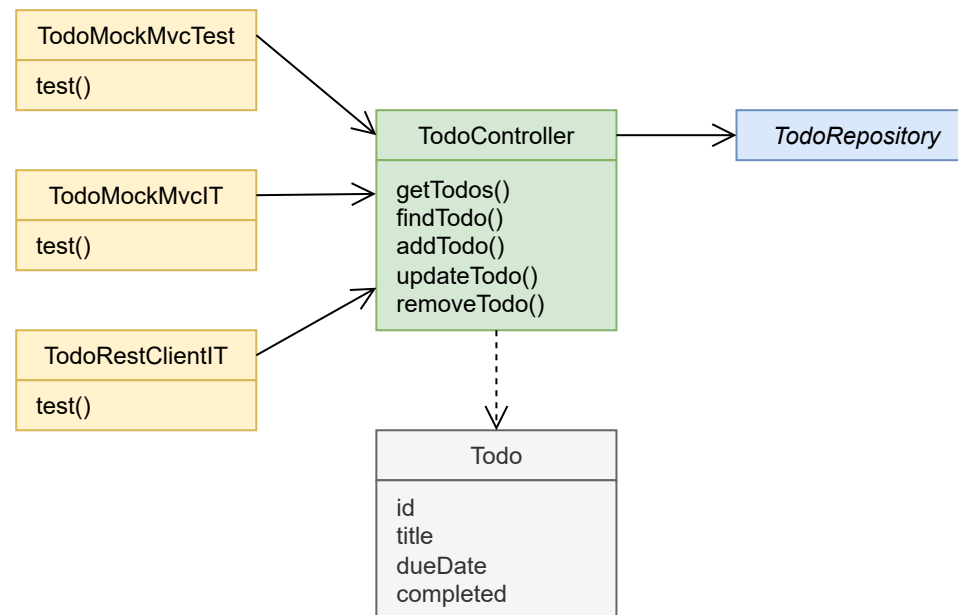 TodoMockMvcTest
test()
TodoMockMvcIT
test()
TodoRestClientIT
test()
TodoController
getTodos()
findTodo()
addTodo()
updateTodo()
removeTodo()
TodoRepository
Todo
id
title
dueDate
completed